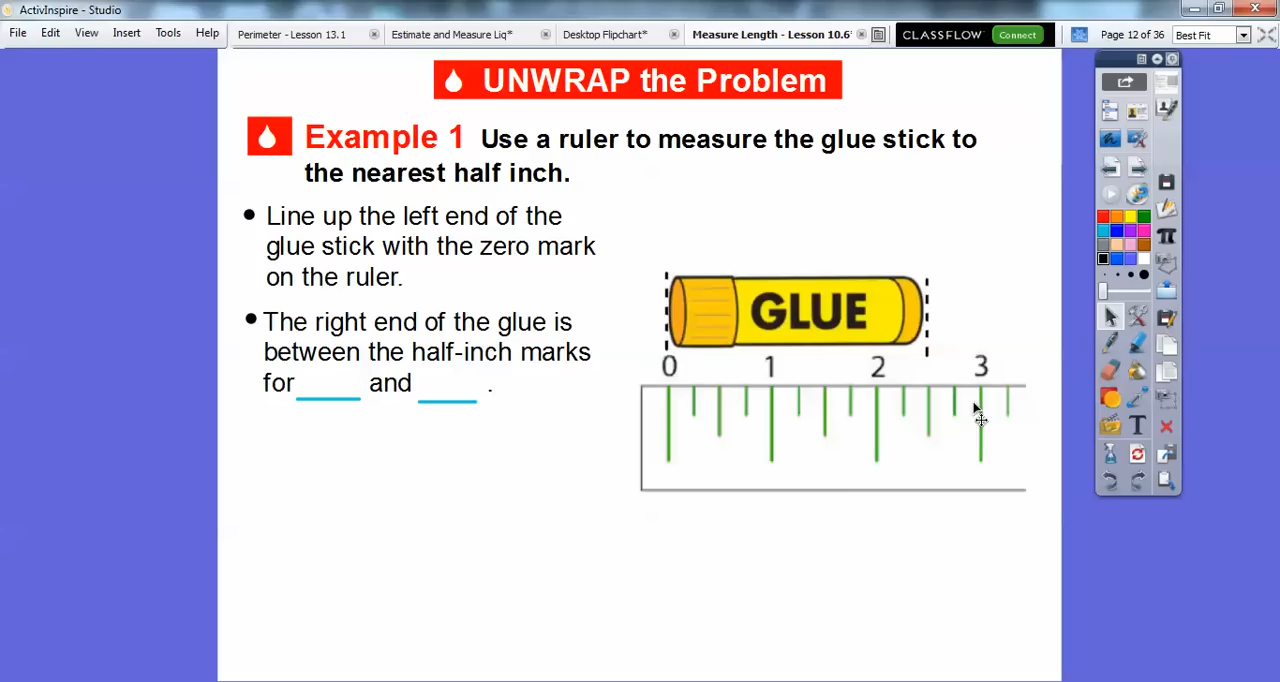 ActivInspire - Studio
File Edit View Insert Tools Help
Perimeter - Lesson 13.1
Estimate and Measure Liq*
Desktop Flipchart*
Measure Length - Lesson 10.6*
CLASSFLOW Connect
Page 12 of 36 Best Fit
UNWRAP the Problem
Example 1 Use a ruler to measure the glue stick to
the nearest half inch.
• Line up the left end of the
glue stick with the zero mark
on the ruler.
• The right end of the glue is
between the half-inch marks
for ____ and ____ .
GLUE
0 1 2 3